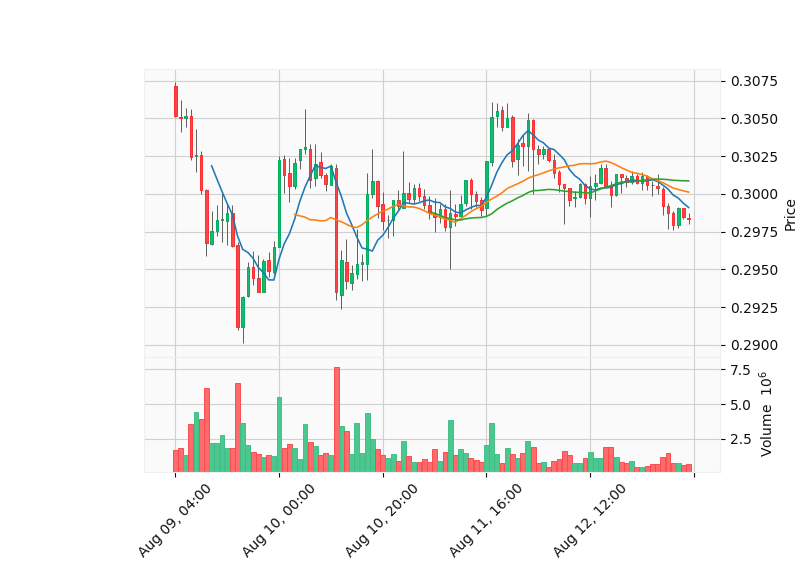 0.3075
0.3050
0.3025
0.3000
0.2975
0.2950
0.2925
0.2900
Price
7.5
5.0
2.5
Volume 10⁶
Aug 09, 04:00
Aug 10, 00:00
Aug 10, 20:00
Aug 11, 16:00
Aug 12, 12:00